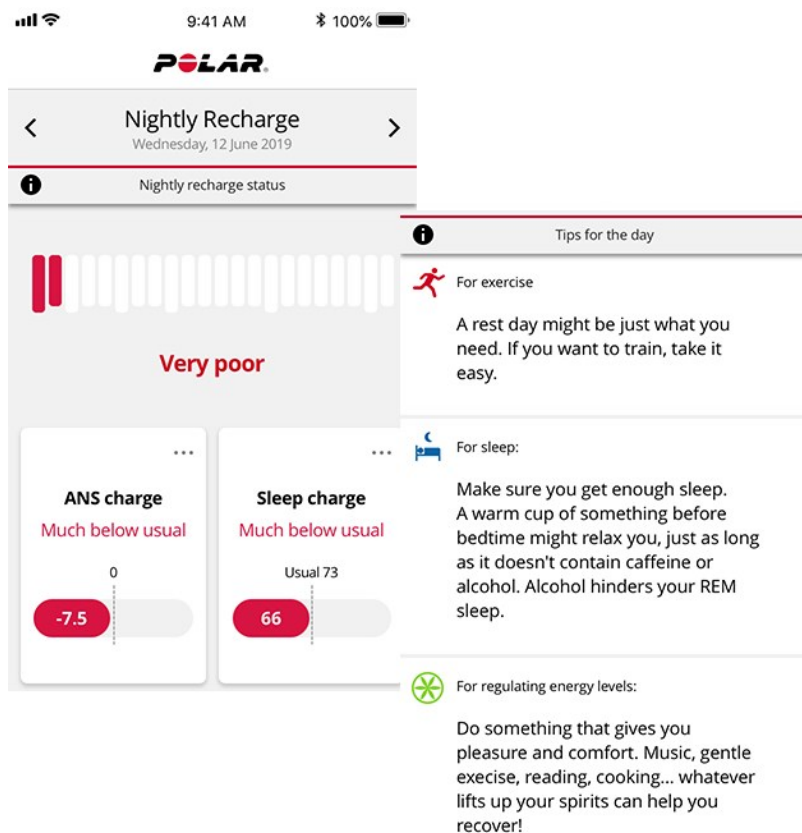 9:41 AM
100%
POLAR
Nightly Recharge
Wednesday, 12 June 2019
Nightly recharge status
Very poor
ANS charge
Much below usual
0
-7.5
Sleep charge
Much below usual
Usual 73
66
Tips for the day
For exercise
A rest day might be just what you
need. If you want to train, take it
easy.
For sleep:
Make sure you get enough sleep.
A warm cup of something before
bedtime might relax you, just as long
as it doesn't contain caffeine or
alcohol. Alcohol hinders your REM
sleep.
For regulating energy levels:
Do something that gives you
pleasure and comfort. Music, gentle
execise, reading, cooking... whatever
lifts up your spirits can help you
recover!